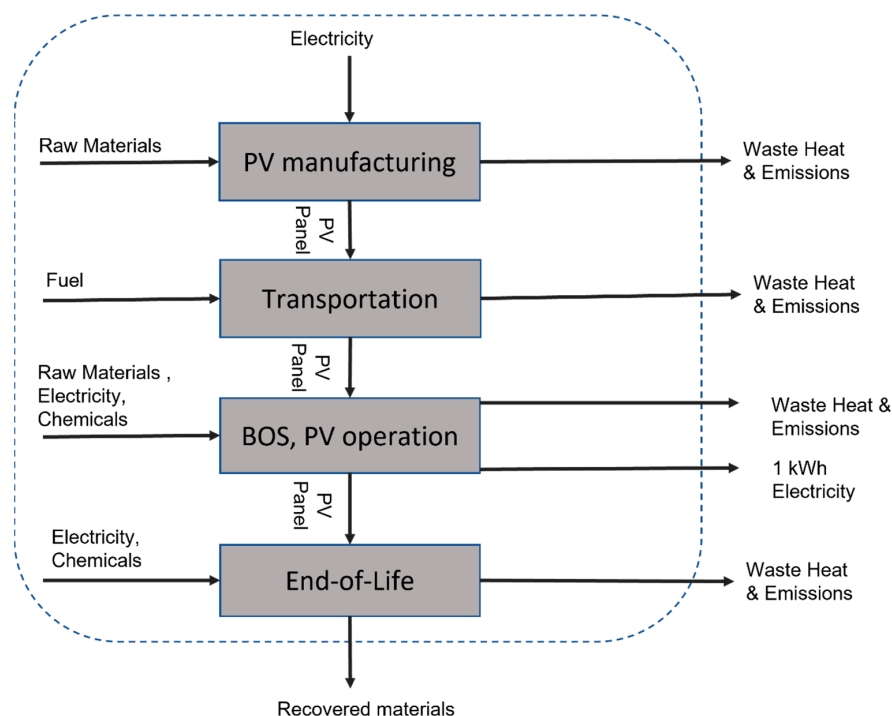 Electricity
Raw Materials
PV manufacturing
Waste Heat
& Emissions
PV
Panel
Fuel
Transportation
Waste Heat
& Emissions
PV
Panel
Raw Materials ,
Electricity,
Chemicals
BOS, PV operation
Waste Heat &
Emissions
1 kWh
Electricity
PV
Panel
Electricity,
Chemicals
End-of-Life
Waste Heat
& Emissions
Recovered materials